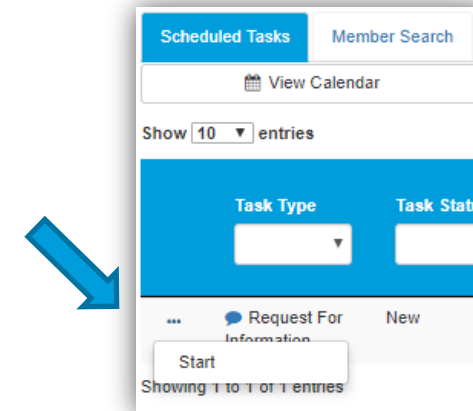 Scheduled Tasks Member Search
View Calendar
Show 10 entries
Task Type Task Stat
... Request For New
Information
Start
Showing 1 to 1 of 1 entries